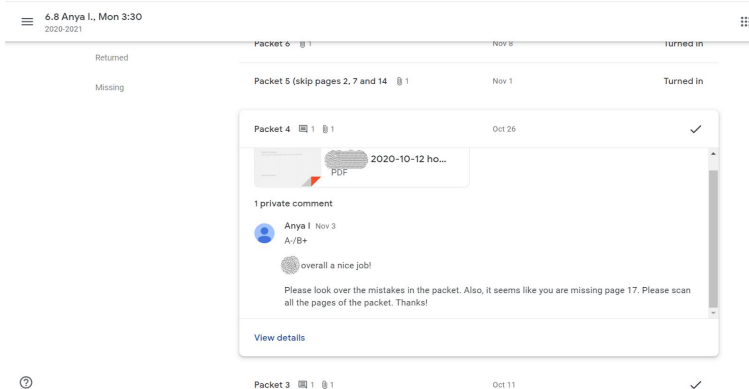 6.8 Anya I., Mon 3:30
2020-2021
Returned
Missing
Packet 6 1 Nov 8 Turned in
Packet 5 (skip pages 2, 7 and 14 1 Nov 1 Turned in
Packet 4 1 1 Oct 26
2020-10-12 ho...
PDF
1 private comment
Anya I Nov 3
A-/B+
overall a nice job!
Please look over the mistakes in the packet. Also, it seems like you are missing page 17. Please scan
all the pages of the packet. Thanks!
View details
Packet 3 1 1 Oct 11